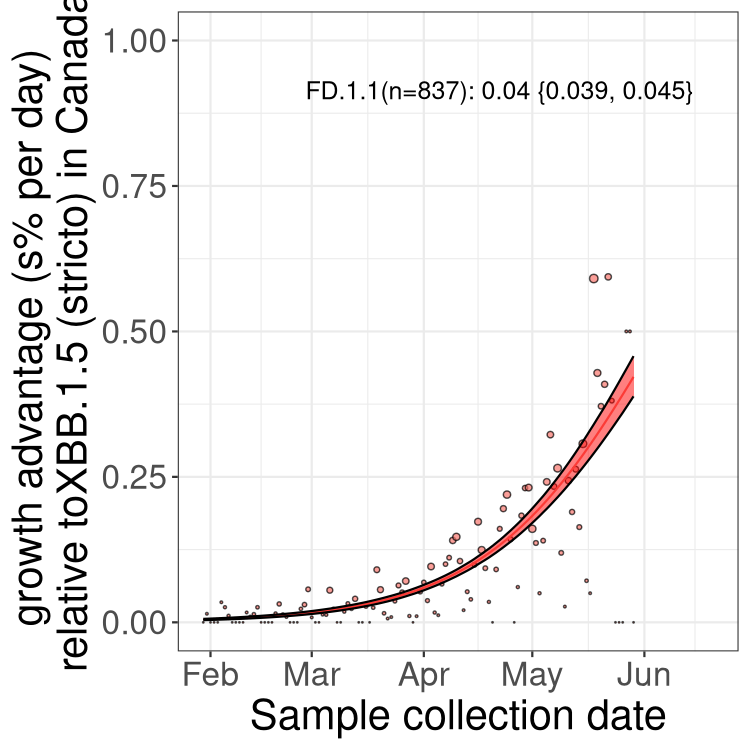 growth advantage (s% per day)
relative toXBB.1.5 (stricto) in Canada
1.00
0.75
0.50
0.25
0.00
FD.1.1(n=837): 0.04 {0.039, 0.045}
Feb Mar Apr May Jun
Sample collection date